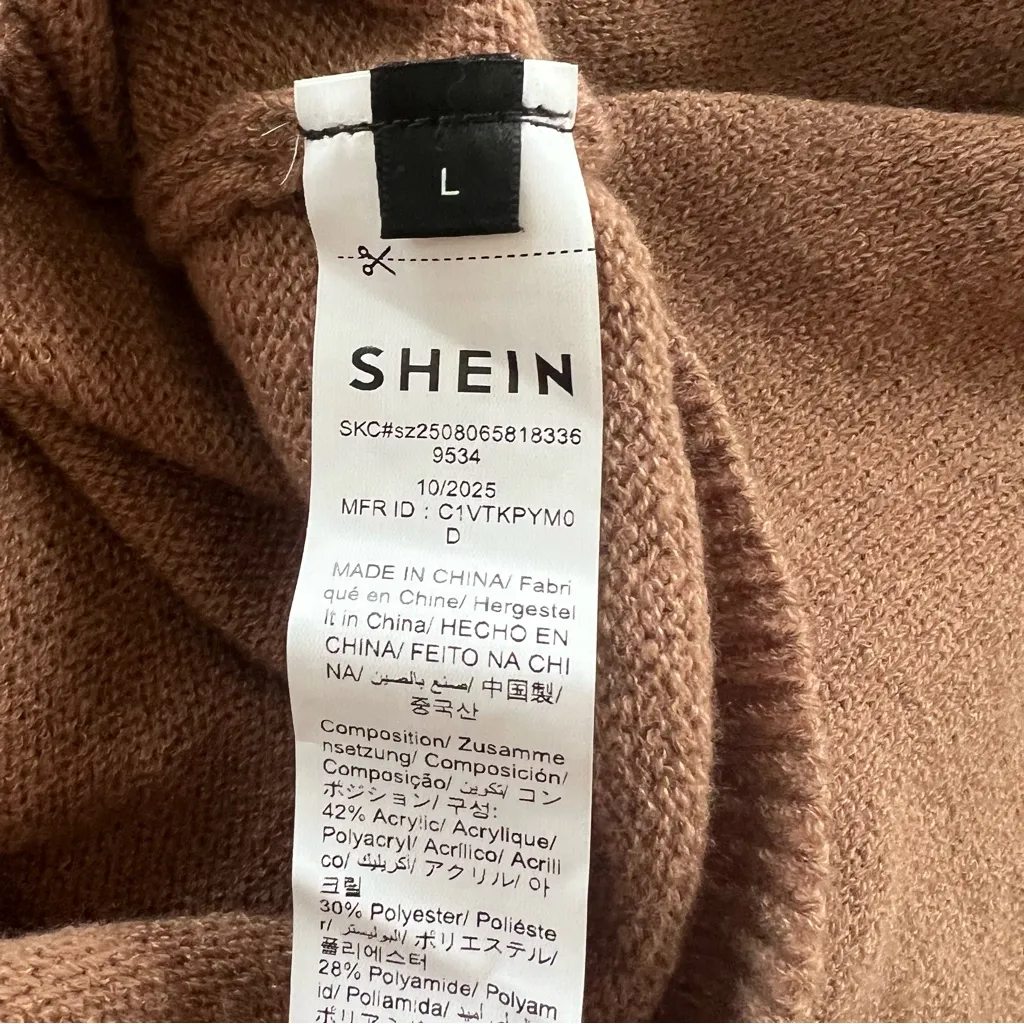 L
SHEIN
SKC#sz2508065818336
9534
10/2025
MFR ID : C1VTKPYM0
D
MADE IN CHINA/ Fabri
qué en Chine/ Hergestel
lt in China/ HECHO EN
CHINA/ FEITO NA CHI
NA/ صنع بالصين/ 中国製/
중국산
Composition/ Zusamme
nsetzung/ Composición/
Composição/ تكوين/ コン
ポジション/ 구성:
42% Acrylic/ Acrylique/
Polyacryl/ Acrílico/ Acrili
co/ أكريليك/ アクリル/ 아
크릴
30% Polyester/ Poliéste
r/ البوليستر/ ポリエステル/
폴리에스터
28% Polyamide/ Polyam
id/ Poliamida/